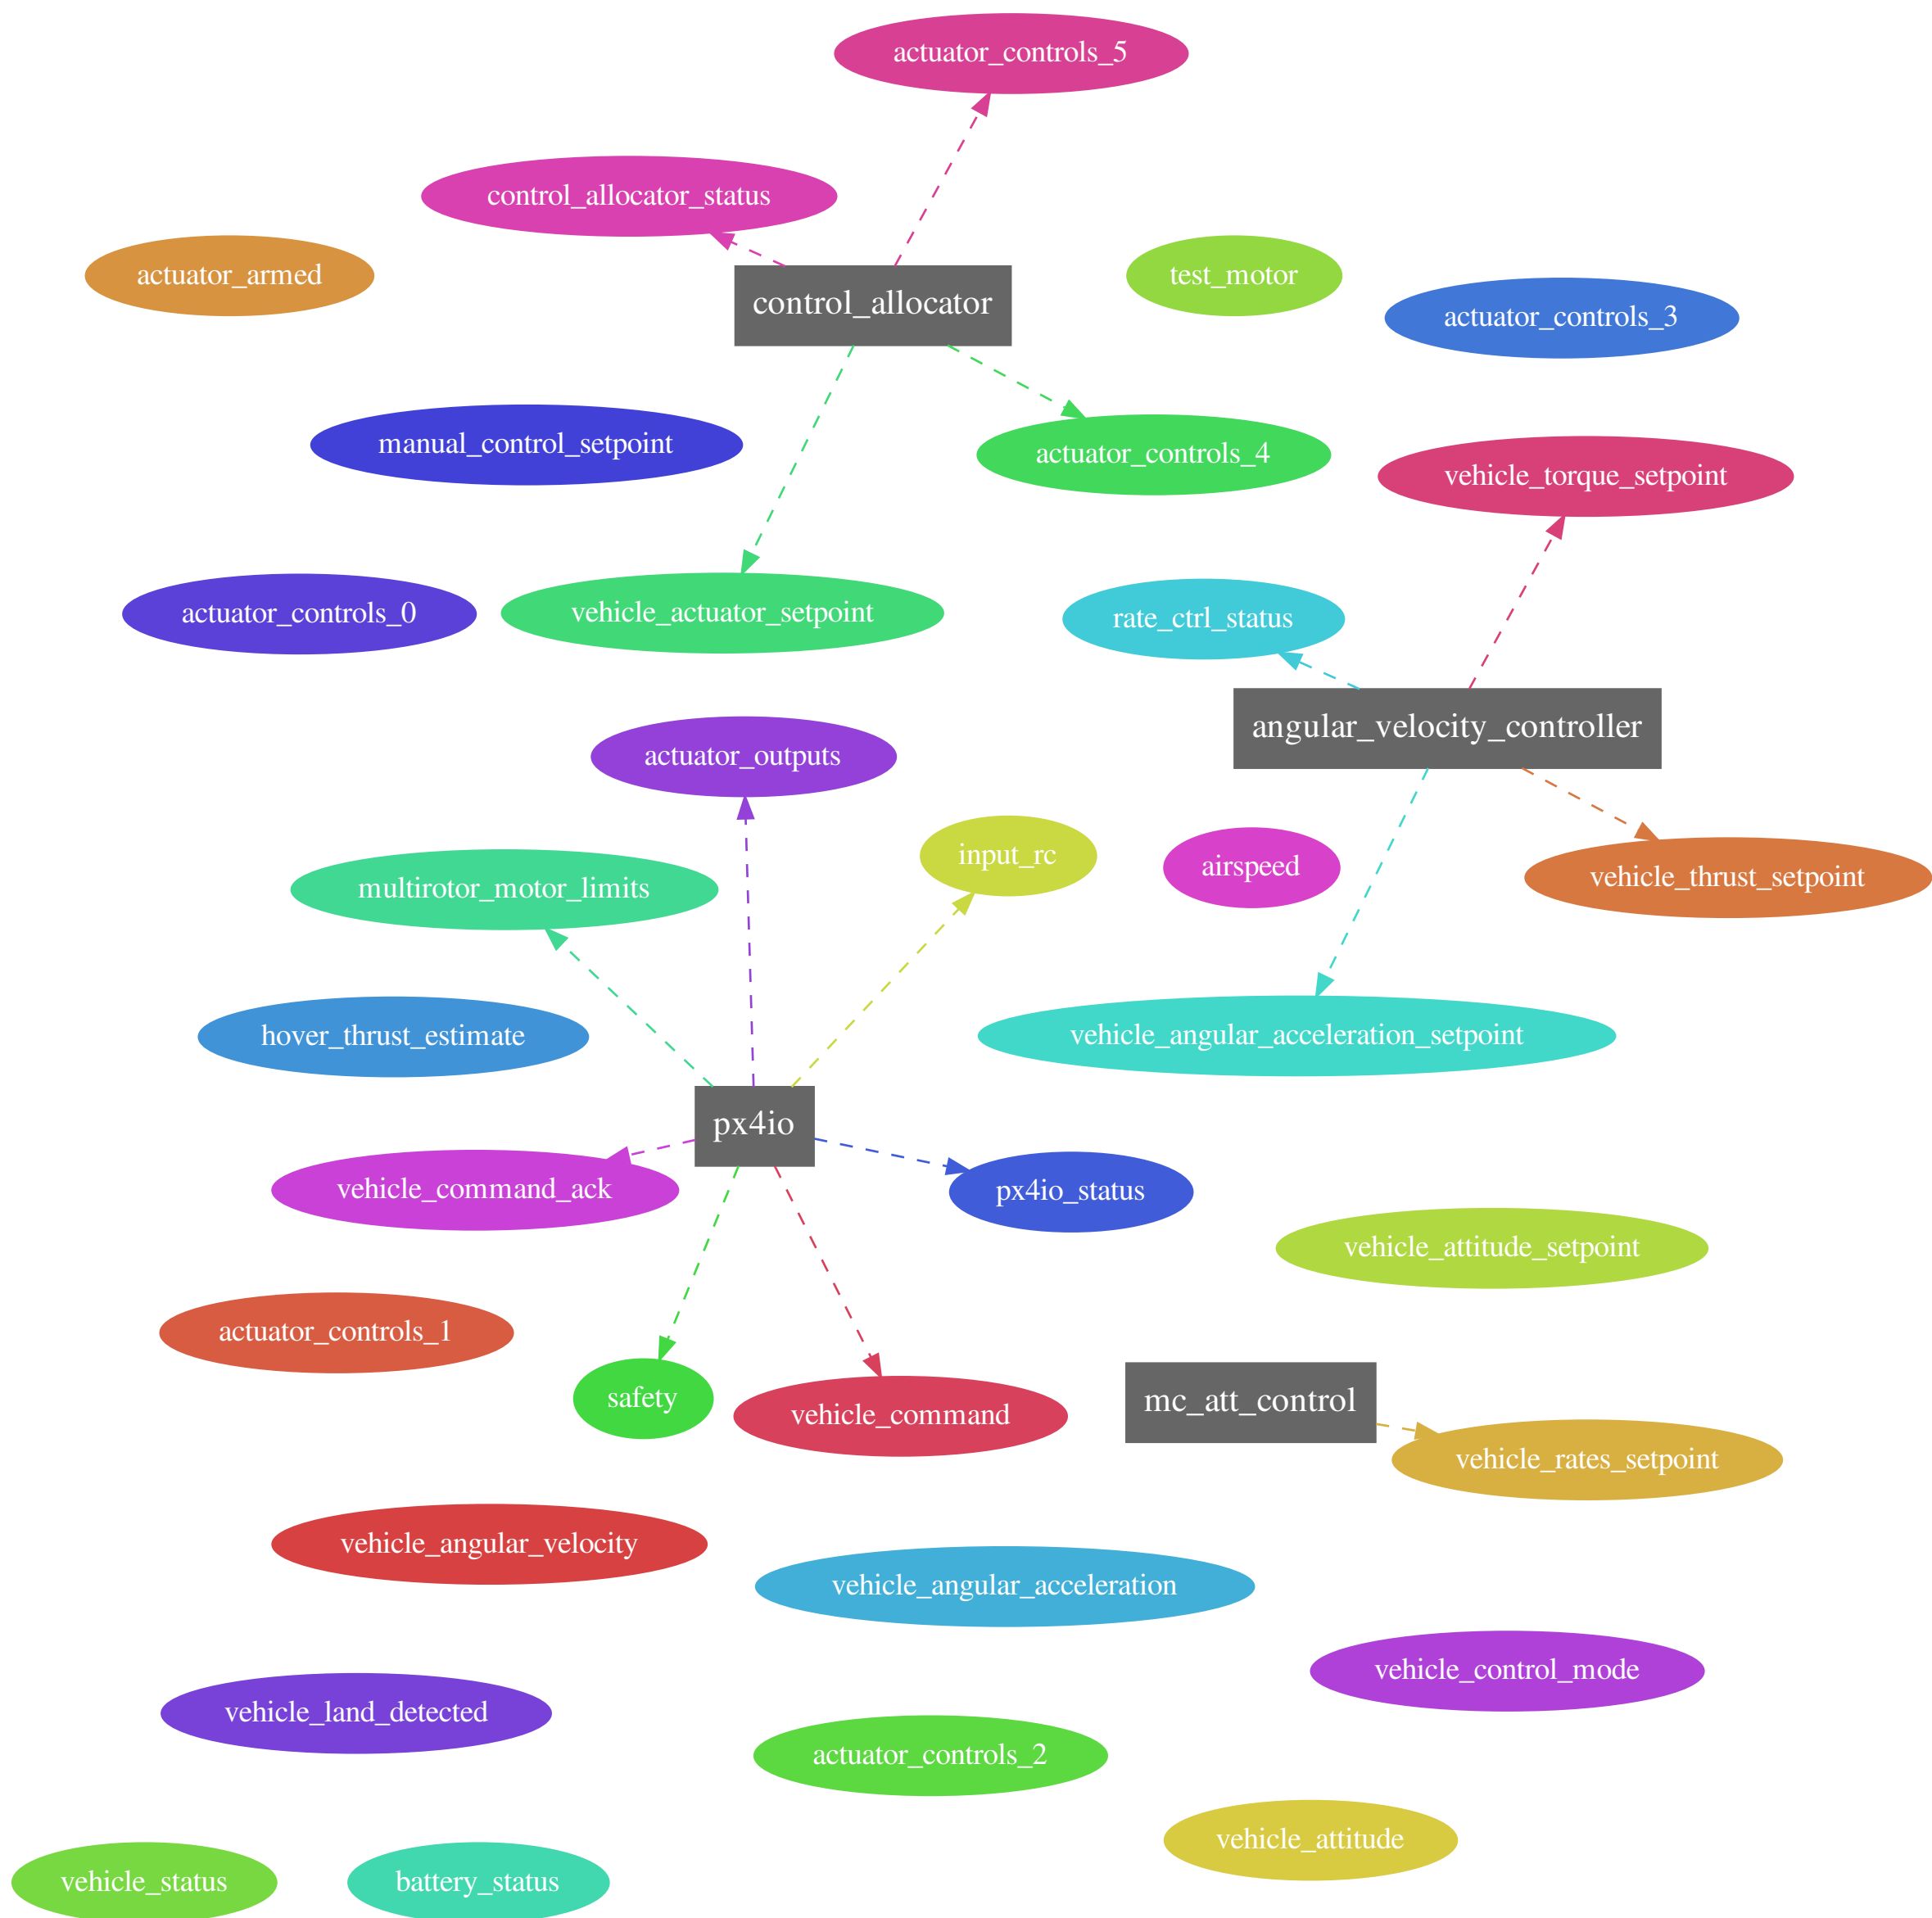 actuator_controls_5
control_allocator_status
actuator_armed
test_motor
control_allocator
actuator_controls_3
manual_control_setpoint
actuator_controls_4
vehicle_torque_setpoint
actuator_controls_0
vehicle_actuator_setpoint
rate_ctrl_status
angular_velocity_controller
actuator_outputs
input_rc
airspeed
vehicle_thrust_setpoint
multirotor_motor_limits
hover_thrust_estimate
vehicle_angular_acceleration_setpoint
px4io
vehicle_command_ack
px4io_status
vehicle_attitude_setpoint
actuator_controls_1
safety
vehicle_command
mc_att_control
vehicle_rates_setpoint
vehicle_angular_velocity
vehicle_angular_acceleration
vehicle_control_mode
vehicle_land_detected
actuator_controls_2
vehicle_attitude
vehicle_status
battery_status